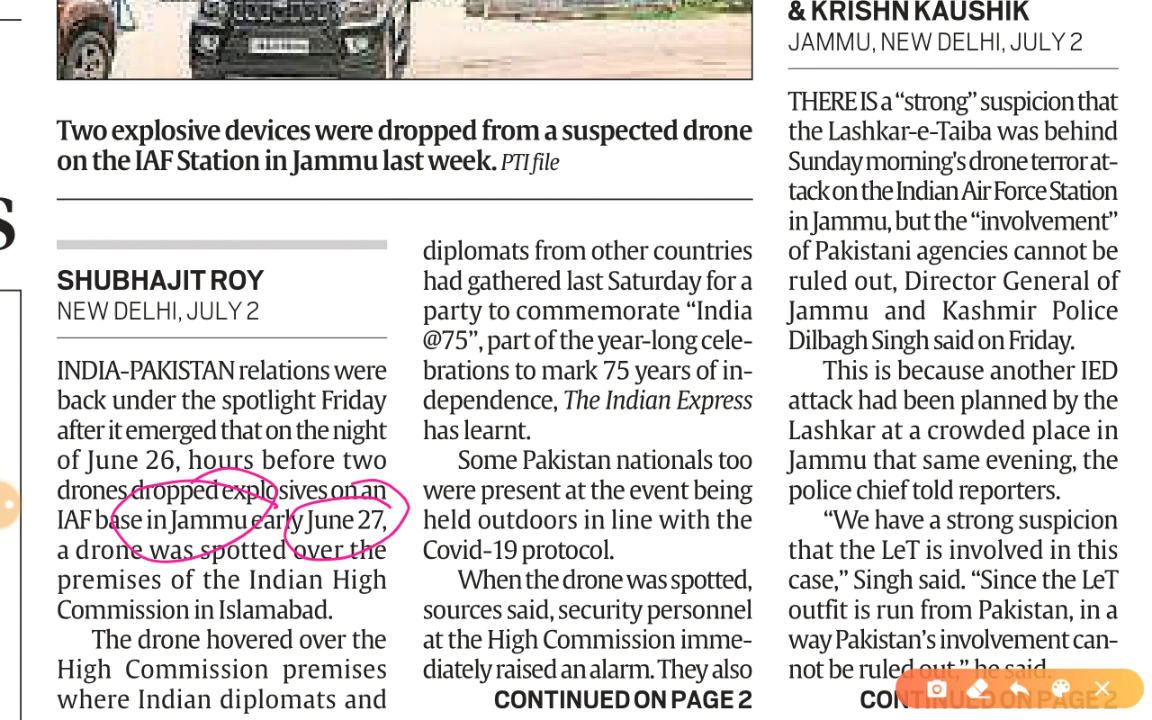 Two explosive devices were dropped from a suspected drone
on the IAF Station in Jammu last week. PTI file
SHUBHAJIT ROY
NEW DELHI, JULY 2
INDIA-PAKISTAN relations were
back under the spotlight Friday
after it emerged that on the night
of June 26, hours before two
drones dropped explosives on an
IAF base in Jammu early June 27,
a drone was spotted over the
premises of the Indian High
Commission in Islamabad.
The drone hovered over the
High Commission premises
where Indian diplomats and
diplomats from other countries
had gathered last Saturday for a
party to commemorate “India
@75”, part of the year-long cele-
brations to mark 75 years of in-
dependence, The Indian Express
has learnt.
Some Pakistan nationals too
were present at the event being
held outdoors in line with the
Covid-19 protocol.
When the drone was spotted,
sources said, security personnel
at the High Commission imme-
diately raised an alarm. They also
CONTINUED ON PAGE 2
& KRISHN KAUSHIK
JAMMU, NEW DELHI, JULY 2
THERE IS a “strong” suspicion that
the Lashkar-e-Taiba was behind
Sunday morning's drone terror at-
tack on the Indian Air Force Station
in Jammu, but the “involvement”
of Pakistani agencies cannot be
ruled out, Director General of
Jammu and Kashmir Police
Dilbagh Singh said on Friday.
This is because another IED
attack had been planned by the
Lashkar at a crowded place in
Jammu that same evening, the
police chief told reporters.
“We have a strong suspicion
that the LeT is involved in this
case,” Singh said. “Since the LeT
outfit is run from Pakistan, in a
way Pakistan’s involvement can-
not be ruled out,” he said.
CONTINUED ON PAGE 2